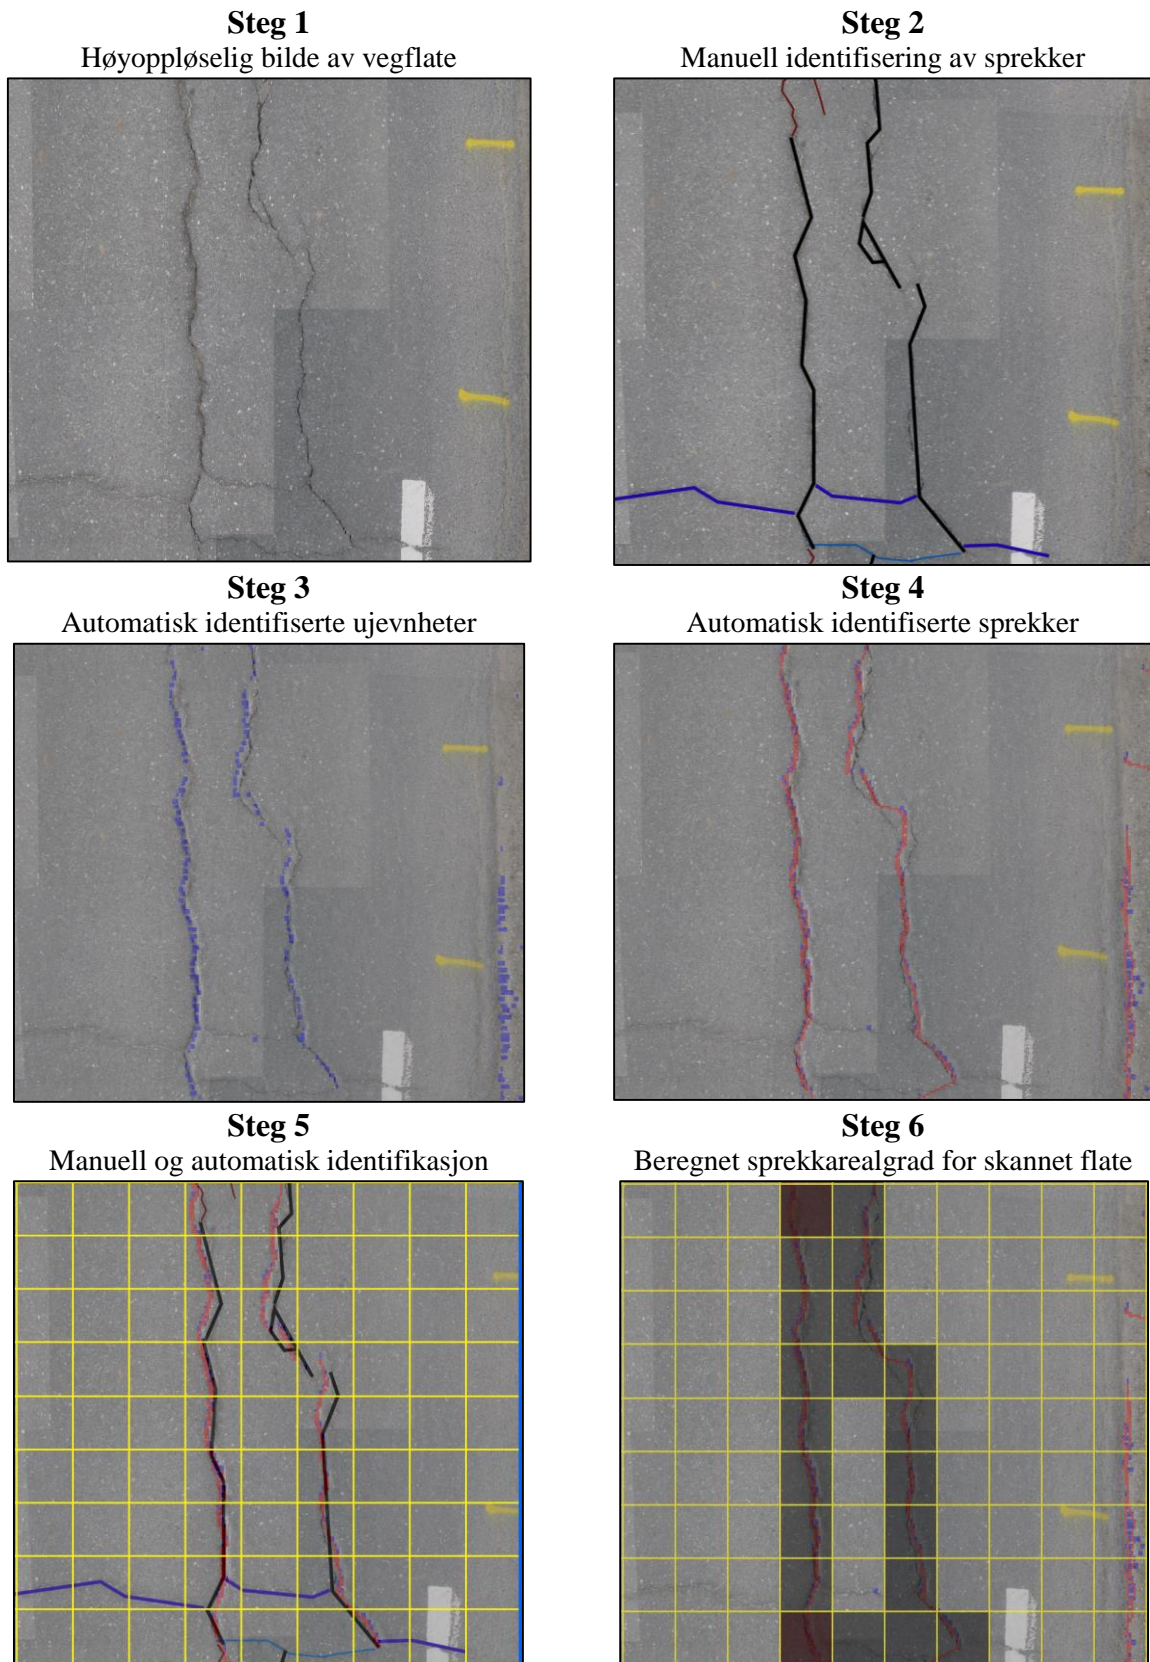 Steg 1
Høyoppløselig bilde av vegflate
Steg 2
Manuell identifisering av sprekker
Steg 3
Automatisk identifiserte ujevnheter
Steg 4
Automatisk identifiserte sprekker
Steg 5
Manuell og automatisk identifikasjon
Steg 6
Beregnet sprekkarealgrad for skannet flate